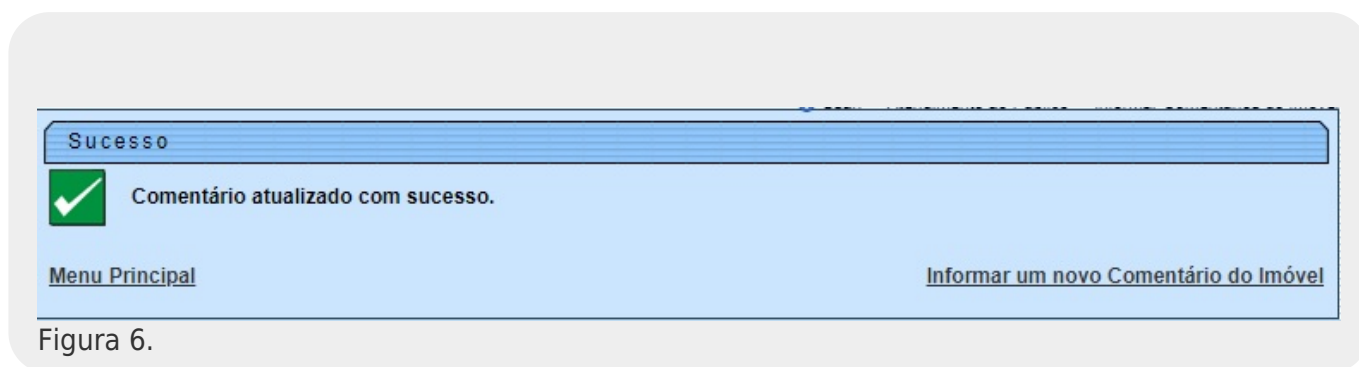 Sucesso
Comentário atualizado com sucesso.
Menu Principal
Informar um novo Comentário do Imóvel
Figura 6.